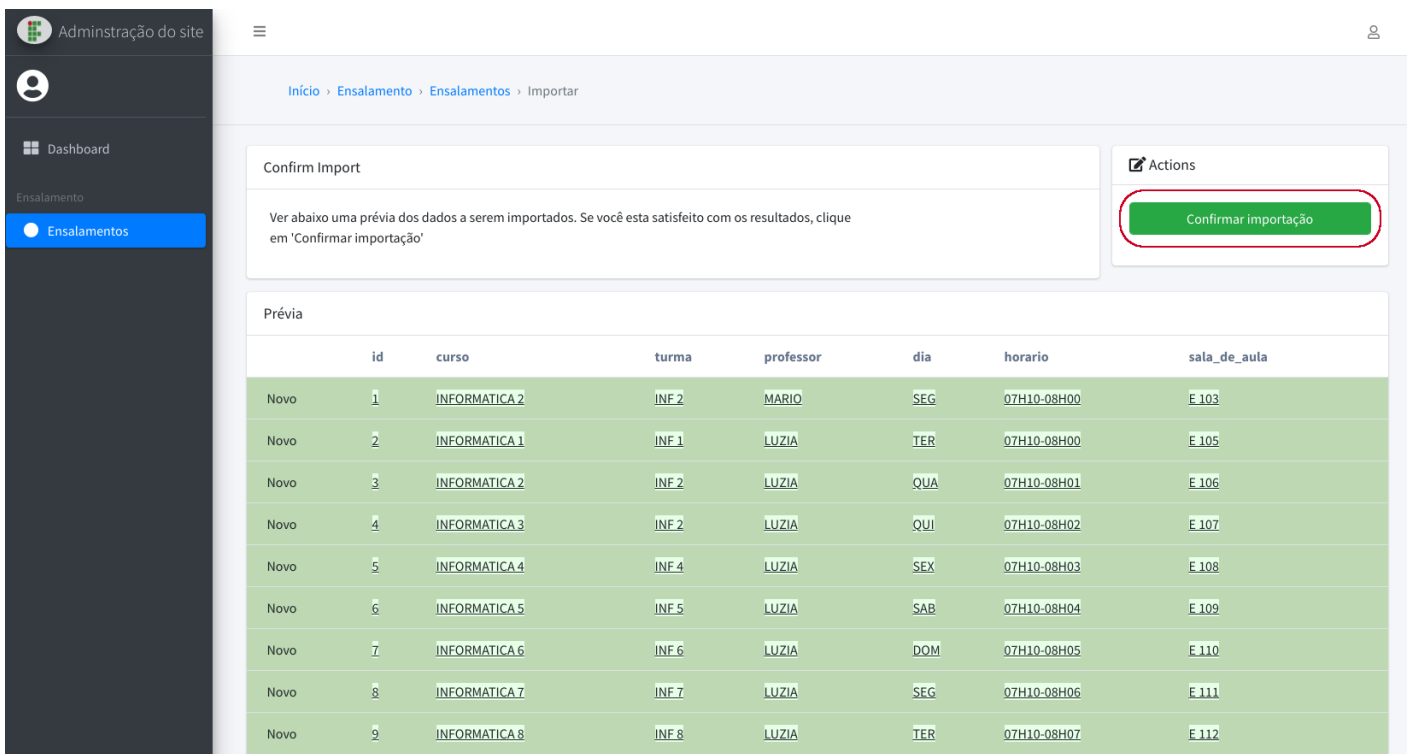 Adminstração do site
Início › Ensalamento › Ensalamentos › Importar
Dashboard
Ensalamento
Ensalamentos
Confirm Import
Ver abaixo uma prévia dos dados a serem importados. Se você esta satisfeito com os resultados, clique
em 'Confirmar importação'
Actions
Confirmar importação
Prévia
id curso turma professor dia horario sala_de_aula
Novo 1 INFORMATICA 2 INF 2 MARIO SEG 07H10-08H00 E 103
Novo 2 INFORMATICA 1 INF 1 LUZIA TER 07H10-08H00 E 105
Novo 3 INFORMATICA 2 INF 2 LUZIA QUA 07H10-08H01 E 106
Novo 4 INFORMATICA 3 INF 2 LUZIA QUI 07H10-08H02 E 107
Novo 5 INFORMATICA 4 INF 4 LUZIA SEX 07H10-08H03 E 108
Novo 6 INFORMATICA 5 INF 5 LUZIA SAB 07H10-08H04 E 109
Novo 7 INFORMATICA 6 INF 6 LUZIA DOM 07H10-08H05 E 110
Novo 8 INFORMATICA 7 INF 7 LUZIA SEG 07H10-08H06 E 111
Novo 9 INFORMATICA 8 INF 8 LUZIA TER 07H10-08H07 E 112